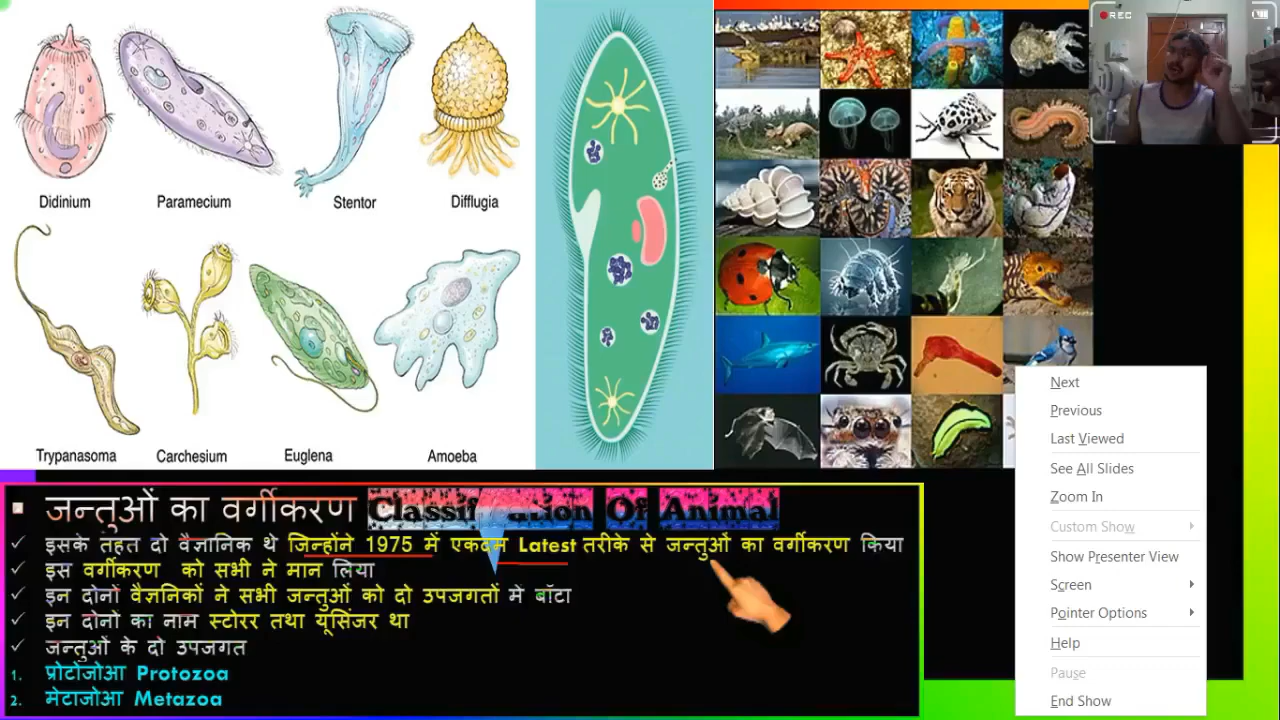 REC
Didinium
Paramecium
Stentor
Difflugia
Trypanasoma
Carchesium
Euglena
Amoeba
जन्तुओं का वर्गीकरण Classification Of Animal
इसके तहत दो वैज्ञानिक थे जिन्होंने 1975 में एकदम Latest तरीके से जन्तुओं का वर्गीकरण किया
इस वर्गीकरण को सभी ने मान लिया
इन दोनों वैज्ञानिकों ने सभी जन्तुओं को दो उपजगतों में बाँटा
इन दोनों का नाम स्टोरर तथा यूसिंजर था
जन्तुओं के दो उपजगत
1. प्रोटोजोआ Protozoa
2. मेटाजोआ Metazoa
Next
Previous
Last Viewed
See All Slides
Zoom In
Custom Show
Show Presenter View
Screen
Pointer Options
Help
Pause
End Show